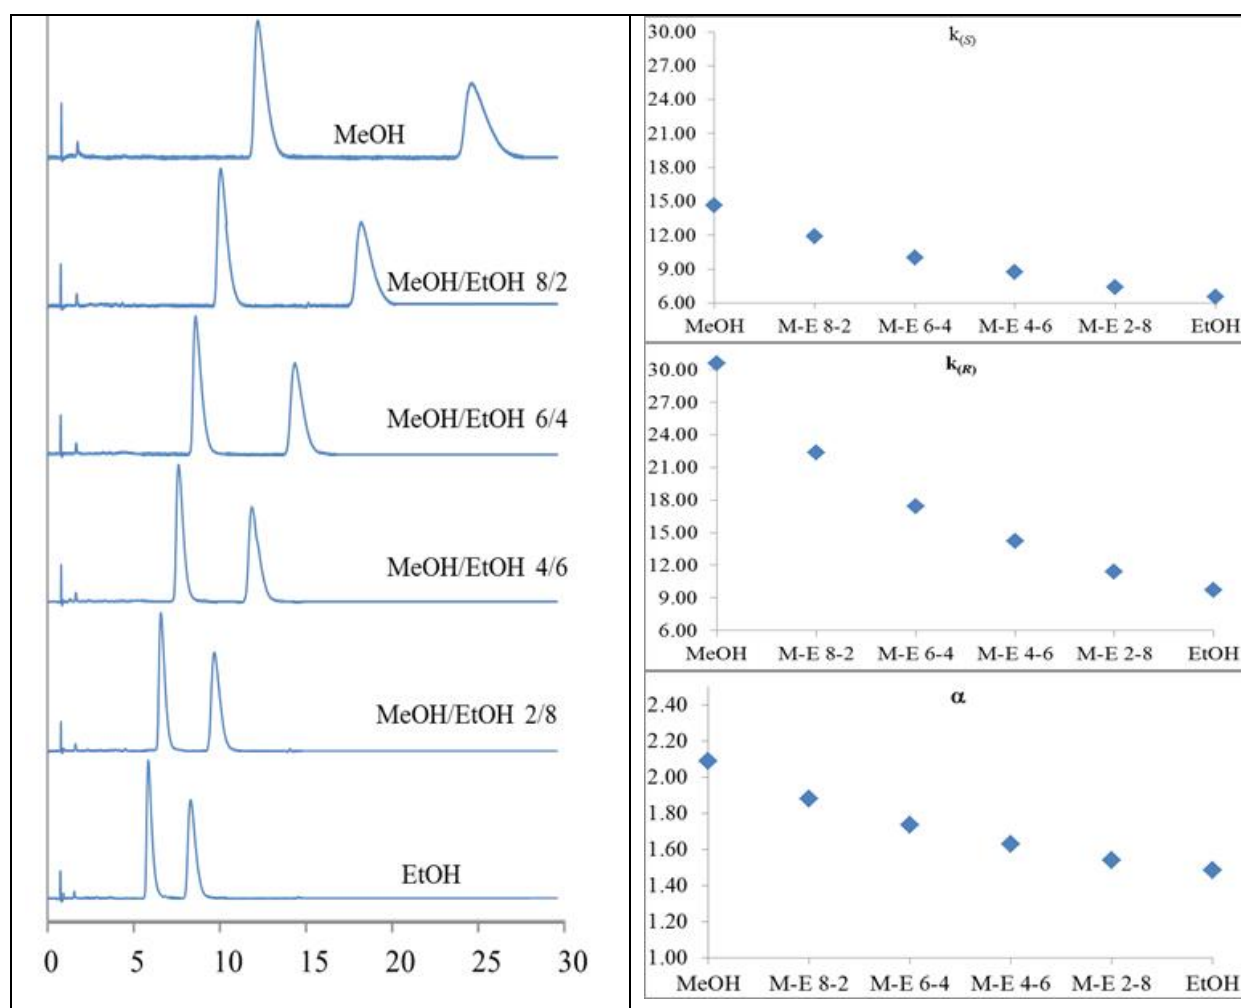 MeOH
MeOH/EtOH 8/2
MeOH/EtOH 6/4
MeOH/EtOH 4/6
MeOH/EtOH 2/8
EtOH
0 5 10 15 20 25 30
k(S)
30.00
27.00
24.00
21.00
18.00
15.00
12.00
9.00
6.00
MeOH M-E 8-2 M-E 6-4 M-E 4-6 M-E 2-8 EtOH
k(R)
30.00
27.00
24.00
21.00
18.00
15.00
12.00
9.00
6.00
MeOH M-E 8-2 M-E 6-4 M-E 4-6 M-E 2-8 EtOH
α
2.40
2.20
2.00
1.80
1.60
1.40
1.20
1.00
MeOH M-E 8-2 M-E 6-4 M-E 4-6 M-E 2-8 EtOH